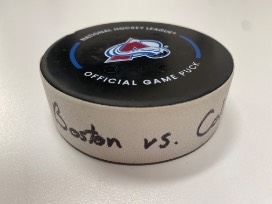 NATIONAL HOCKEY LEAGUE
OFFICIAL GAME PUCK
Boston vs. Co